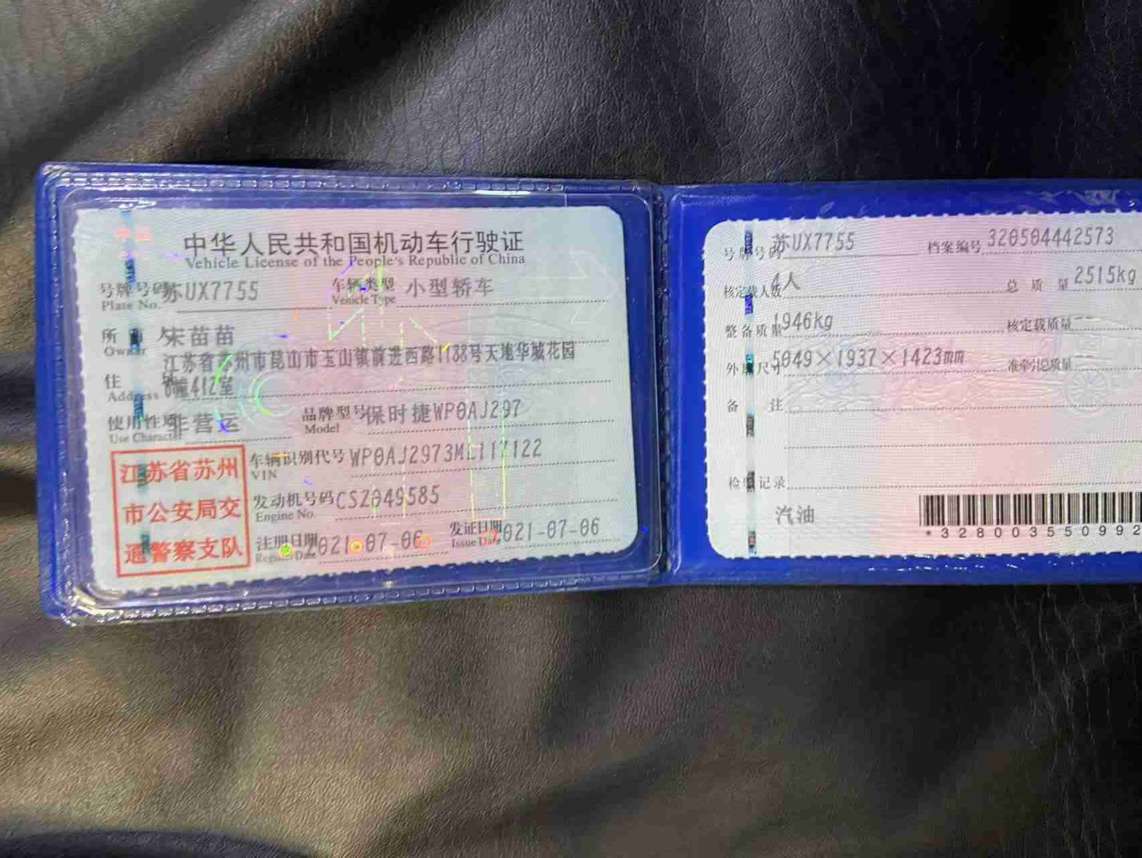 中华人民共和国机动车行驶证
Vehicle License of the People's Republic of China
号牌号码 苏UX7755 车辆类型 小型轿车
Plate No. Vehicle Type
所有人 宋苗苗
Owner
江苏省苏州市昆山市玉山镇前进西路1188号天地华城花园
住址 幢412室
Address
使用性质 非营运 品牌型号 保时捷WP0AJ297
Use Character Model
江苏省苏州
市公安局交
通警察支队
车辆识别代号 WP0AJ2973ML117122
VIN
发动机号码 CSZ049585
Engine No.
注册日期 2021-07-06 发证日期 2021-07-06
Register Date Issue Date
号牌号码 苏UX7755 档案编号 320504442573
核定载人数 4人 总质量 2515kg
整备质量 1946kg 核定载质量
外廓尺寸 5049×1937×1423mm 准牵引总质量
备注
检验记录
汽油
*328003550992